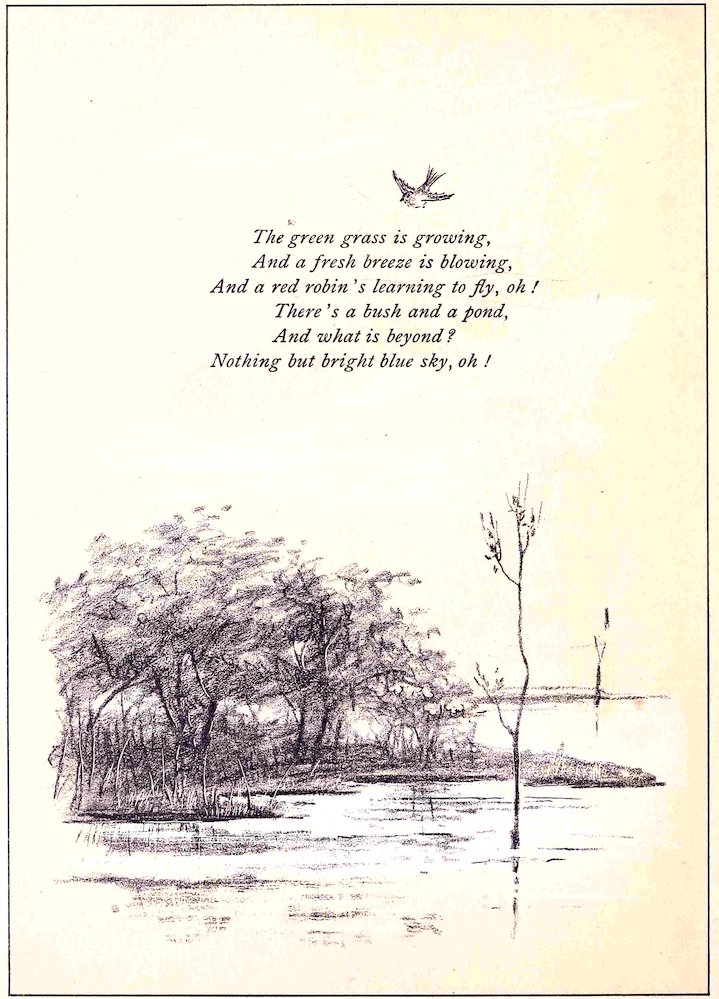 The green grass is growing,
And a fresh breeze is blowing,
And a red robin's learning to fly, oh!
There's a bush and a pond,
And what is beyond?
Nothing but bright blue sky, oh!